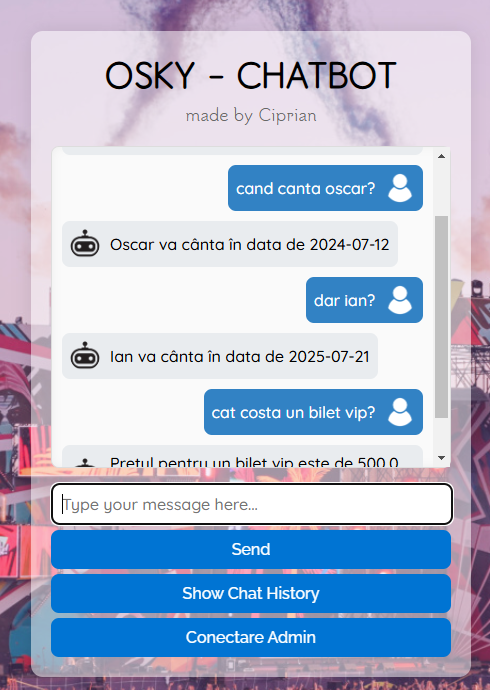 OSKY - CHATBOT
made by Ciprian
cand canta oscar?
Oscar va cânta în data de 2024-07-12
dar ian?
Ian va cânta în data de 2025-07-21
cat costa un bilet vip?
Pretul pentru un bilet vip este de 500.0
Type your message here...
Send
Show Chat History
Conectare Admin